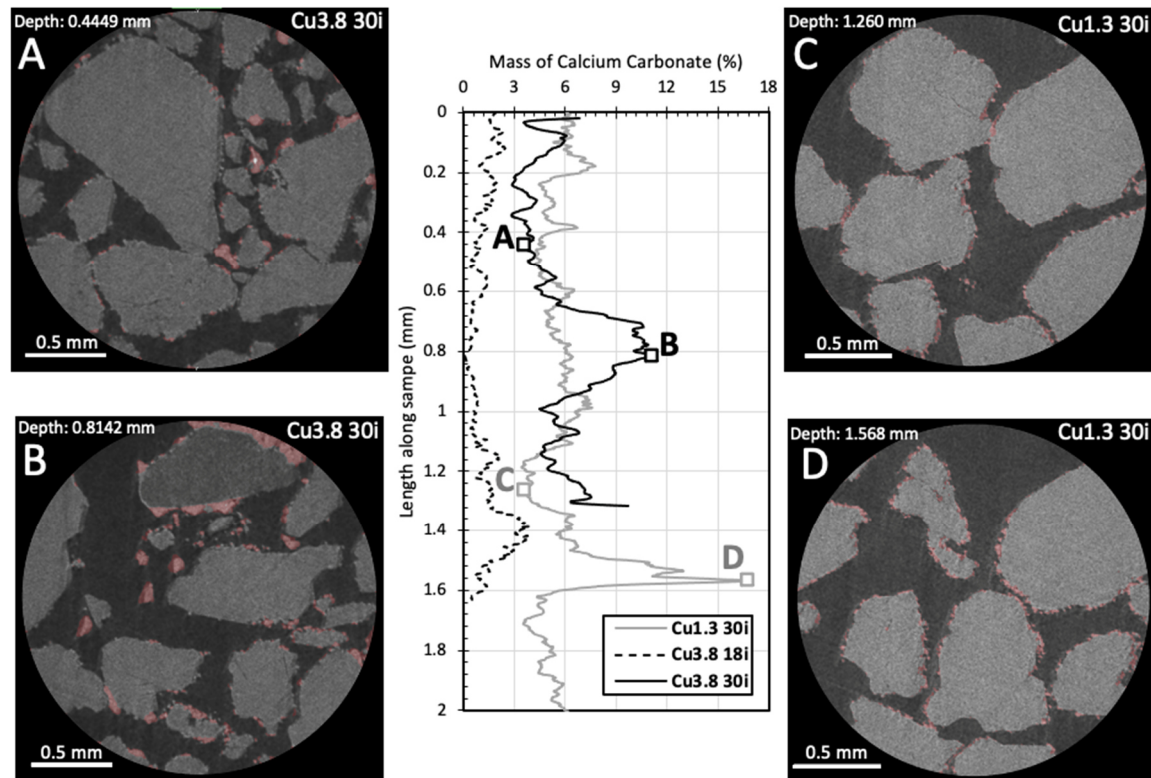 Depth: 0.4449 mm
Cu3.8 30i
A
0.5 mm
Depth: 0.8142 mm
Cu3.8 30i
B
0.5 mm
Mass of Calcium Carbonate (%)
0 3 6 9 12 15 18
Length along sampe (mm)
0
0.2
0.4
0.6
0.8
1
1.2
1.4
1.6
1.8
2
A
B
C
D
Cu1.3 30i
Cu3.8 18i
Cu3.8 30i
Depth: 1.260 mm
Cu1.3 30i
C
0.5 mm
Depth: 1.568 mm
Cu1.3 30i
D
0.5 mm